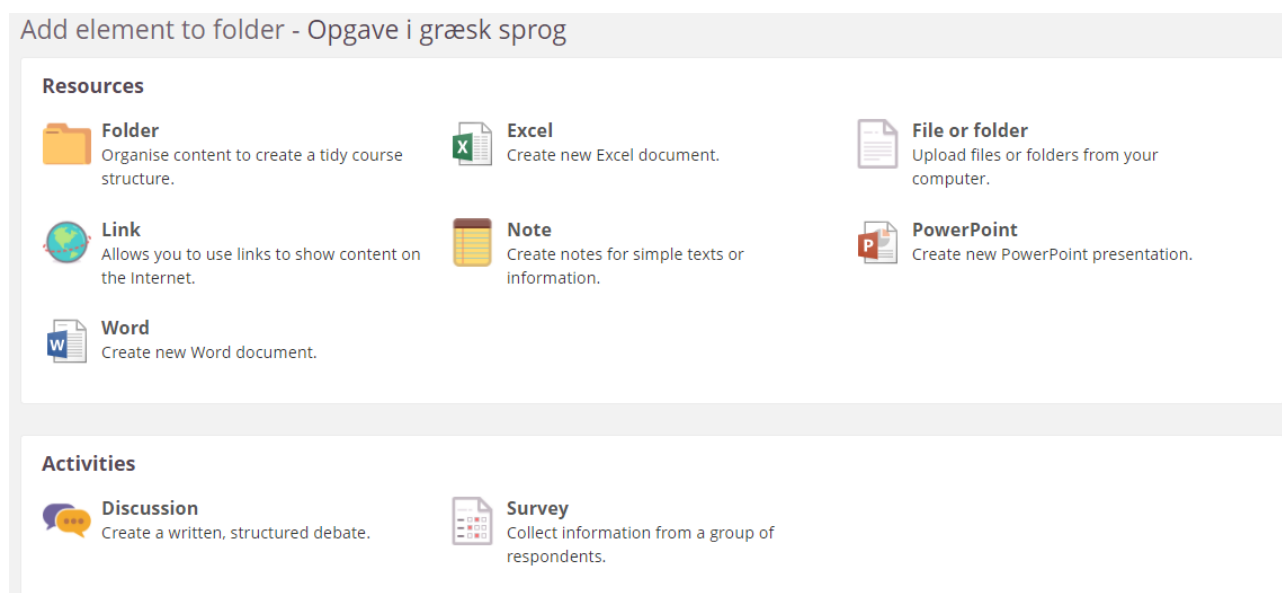 Add element to folder - Opgave i græsk sprog
Resources
Folder
Organise content to create a tidy course
structure.
Excel
Create new Excel document.
File or folder
Upload files or folders from your
computer.
Link
Allows you to use links to show content on
the Internet.
Note
Create notes for simple texts or
information.
PowerPoint
Create new PowerPoint presentation.
Word
Create new Word document.
Activities
Discussion
Create a written, structured debate.
Survey
Collect information from a group of
respondents.